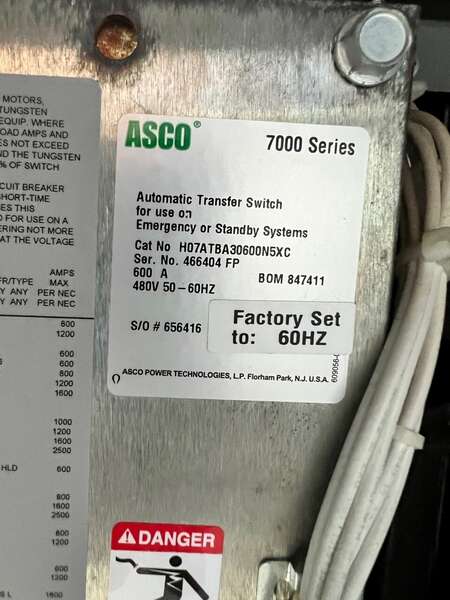 MOTORS,
TUNGSTEN
EQUIP. WHERE
OAD AMPS AND
ES NOT EXCEED
ND THE TUNGSTEN
% OF SWITCH
CUIT BREAKER
SHORT-TIME
ES THIS
D FOR USE ON A
ERING NOT MORE
AT THE VOLTAGE
AMPS
FR/TYPE MAX
Y ANY PER NEC
Y ANY PER NEC
800
1200
600
600
800
1200
1600
1000
1200
1600
2500
HLD 600
800
1600
2500
800
1200
600
1200
S L 1600
ASCO®
7000 Series
Automatic Transfer Switch
for use on
Emergency or Standby Systems
Cat No H07ATBA30600N5XC
Ser. No. 466404 FP
600 A BOM 847411
480V 50-60HZ
S/O # 656416
Factory Set
to: 60HZ
ASCO POWER TECHNOLOGIES, L.P. Florham Park, N.J. U.S.A.
DANGER